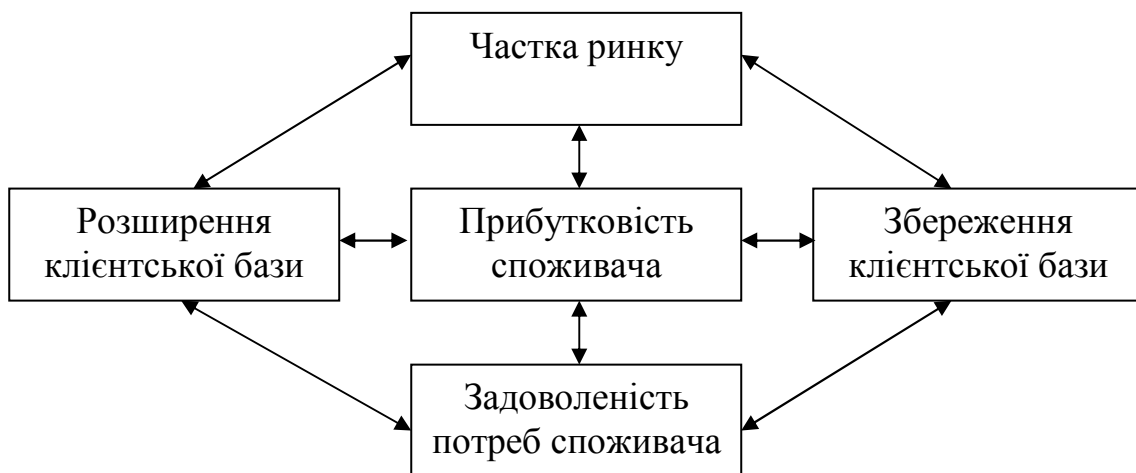 Частка ринку
Розширення
клієнтської бази
Прибутковість
споживача
Збереження
клієнтської бази
Задоволеність
потреб споживача